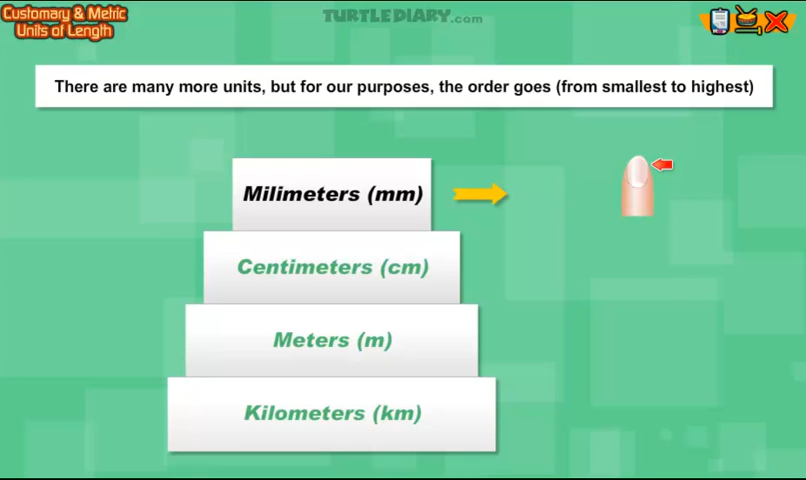 Customary & Metric
Units of Length
TURTLEDIARY.com
There are many more units, but for our purposes, the order goes (from smallest to highest)
Milimeters (mm)
Centimeters (cm)
Meters (m)
Kilometers (km)